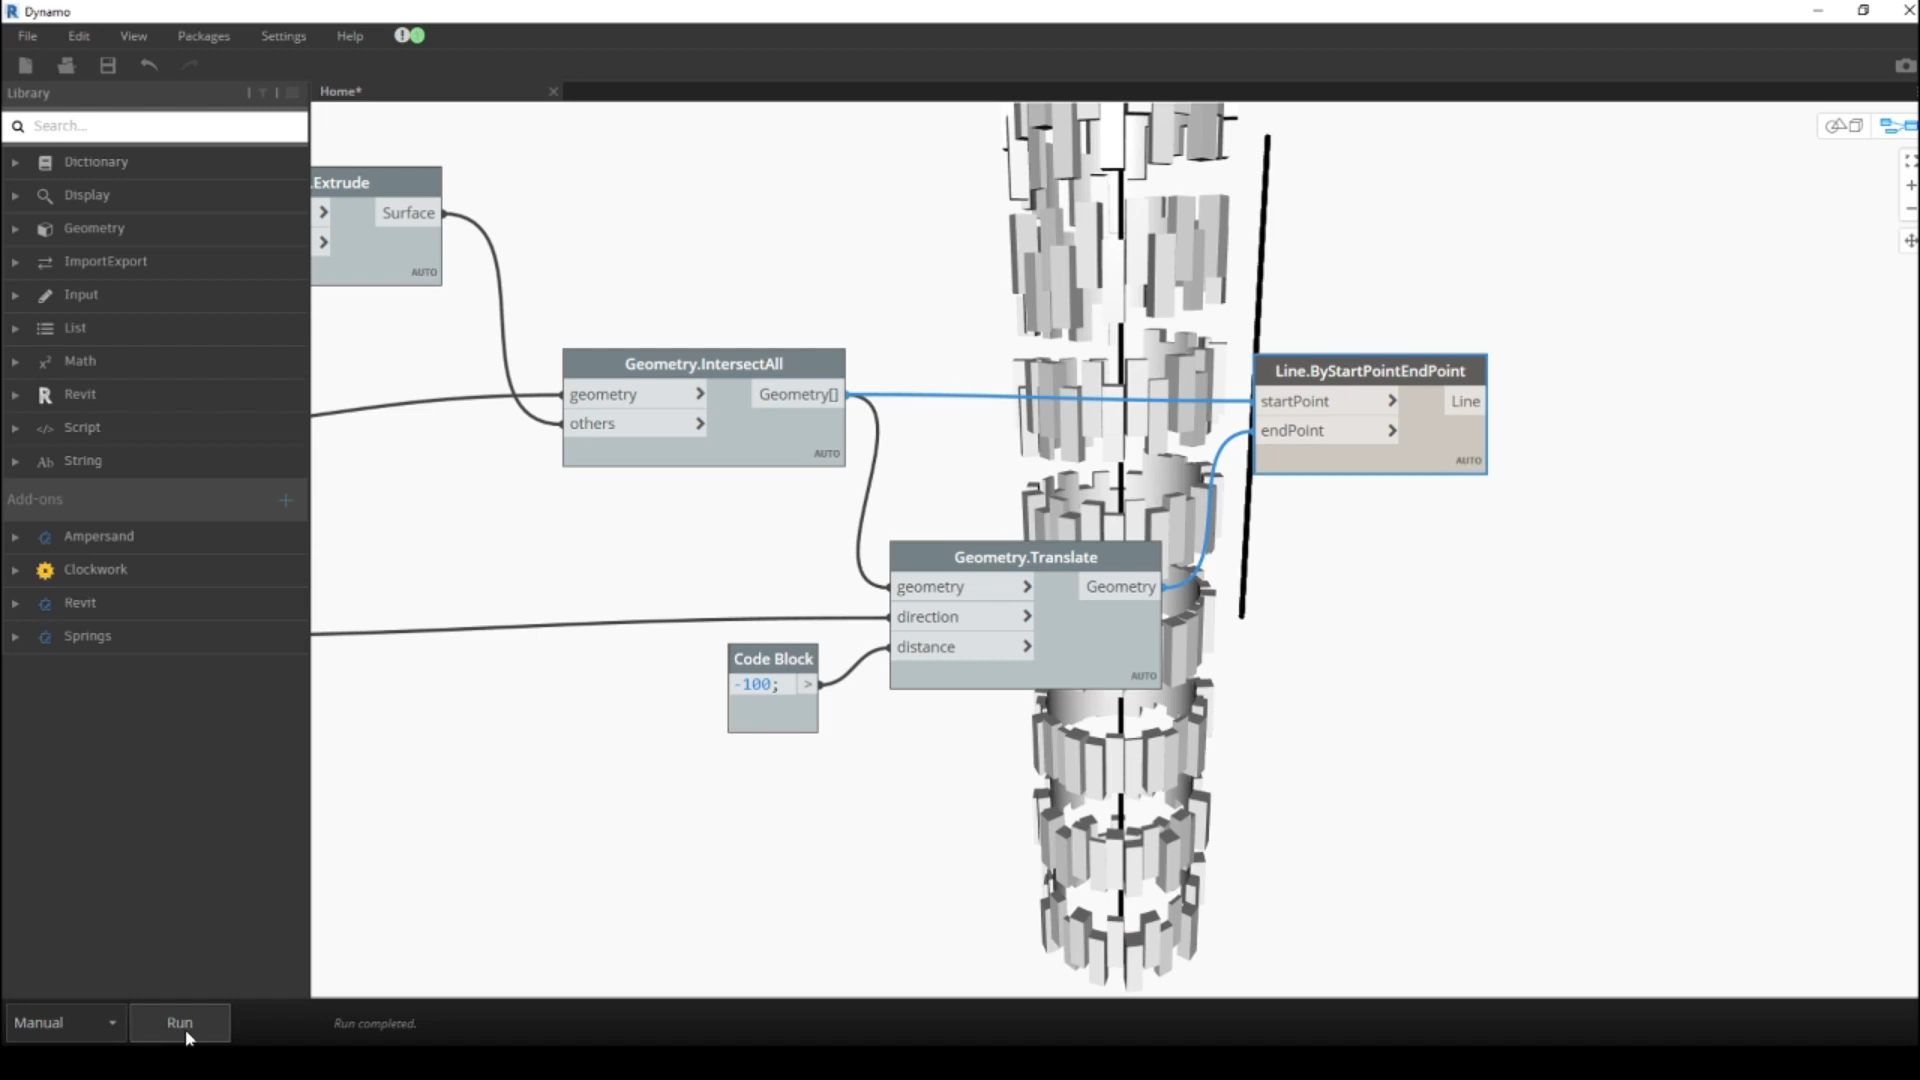 Dynamo
File Edit View Packages Settings Help
Library
Home*
Search...
Dictionary
Display
Geometry
ImportExport
Input
List
x² Math
R Revit
</> Script
Ab String
Add-ons
Ampersand
Clockwork
Revit
Springs
.Extrude
Surface
AUTO
Geometry.IntersectAll
geometry Geometry[]
others
AUTO
Line.ByStartPointEndPoint
startPoint Line
endPoint
AUTO
Geometry.Translate
geometry Geometry
direction
distance
AUTO
Code Block
-100; >
Manual Run Run completed.